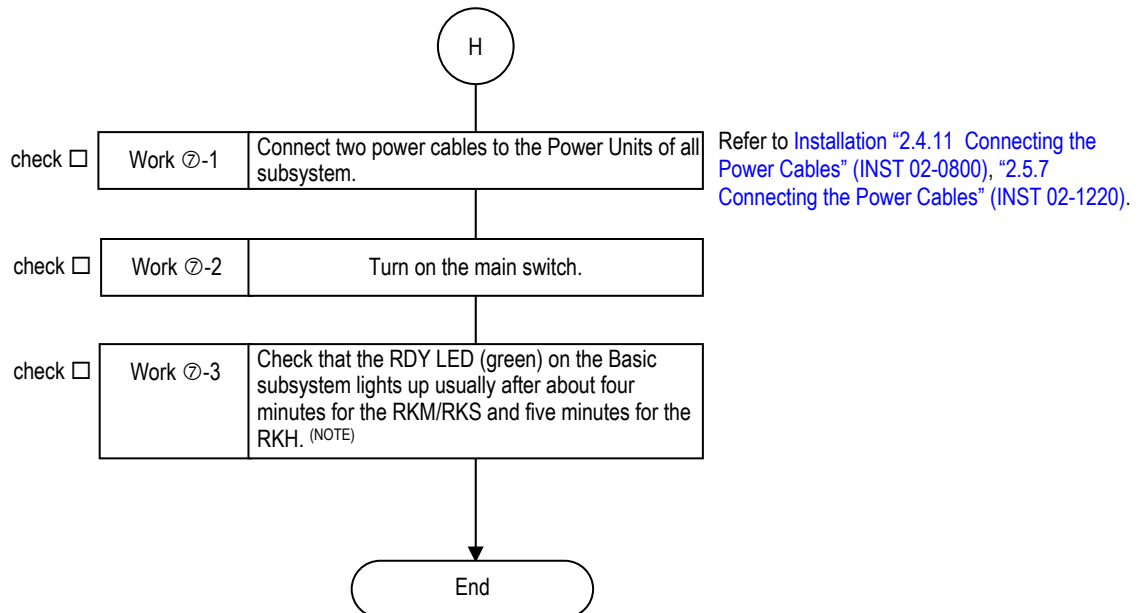 H
check □ Work ⑦-1 Connect two power cables to the Power Units of all
subsystem.
Refer to Installation “2.4.11 Connecting the
Power Cables” (INST 02-0800), “2.5.7
Connecting the Power Cables” (INST 02-1220).
check □ Work ⑦-2 Turn on the main switch.
check □ Work ⑦-3 Check that the RDY LED (green) on the Basic
subsystem lights up usually after about four
minutes for the RKM/RKS and five minutes for the
RKH. (NOTE)
End